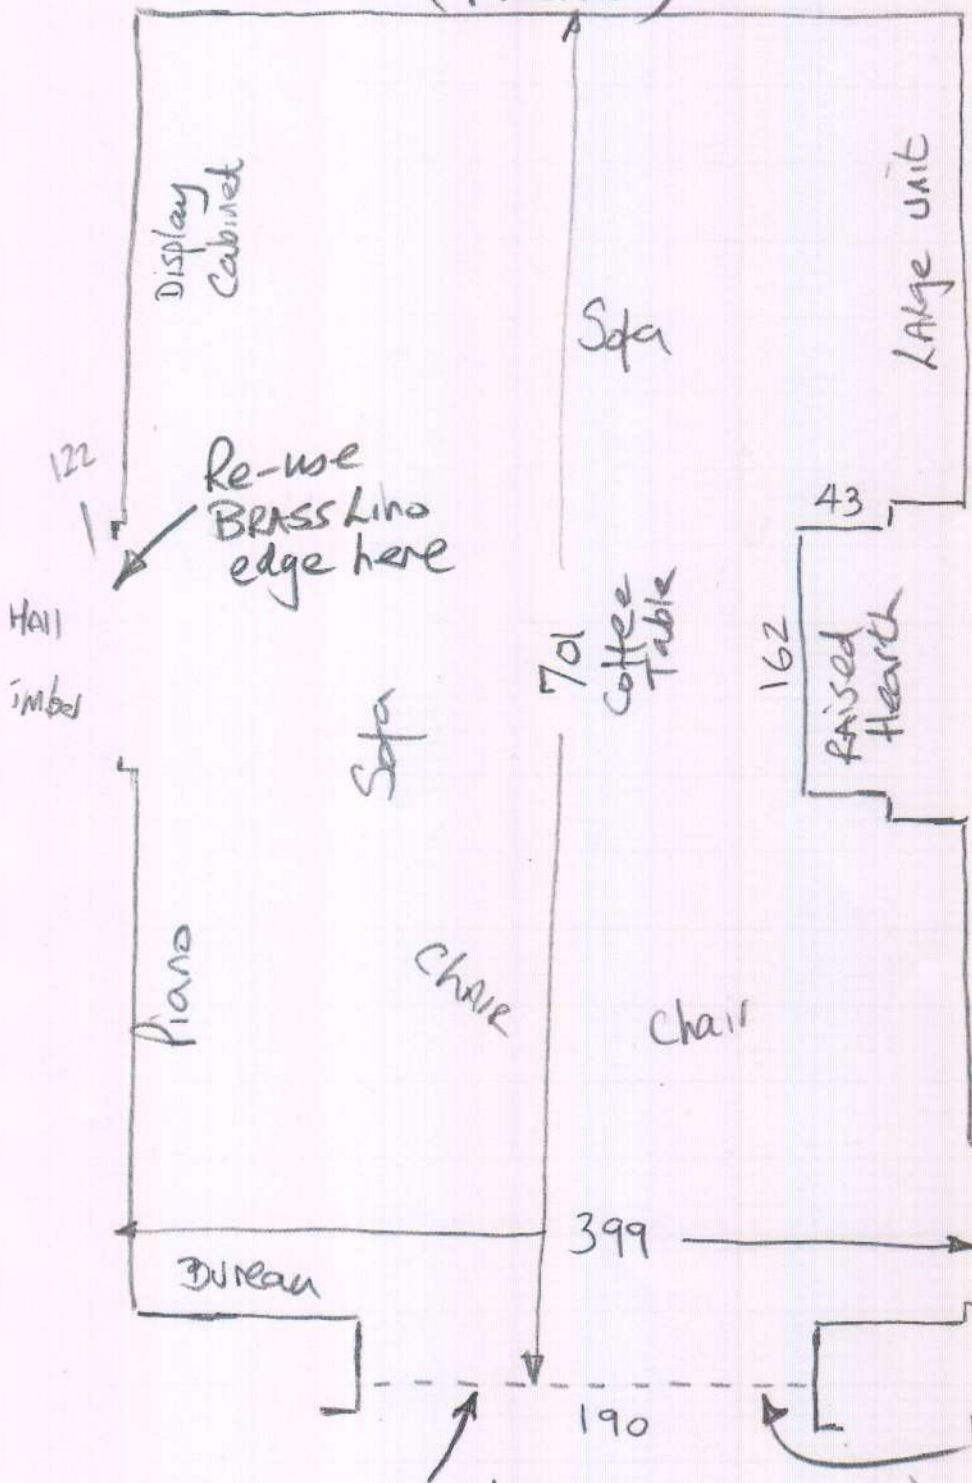 Display
Cabinet
LARge unit
Sofa
122
Re-use
BRASS Lino
edge here
43
Hall
imber
701
Coffee
Table
162
RAised
Hearth
Sofa
Piano
ChAIR
Chair
399
Bureau
190